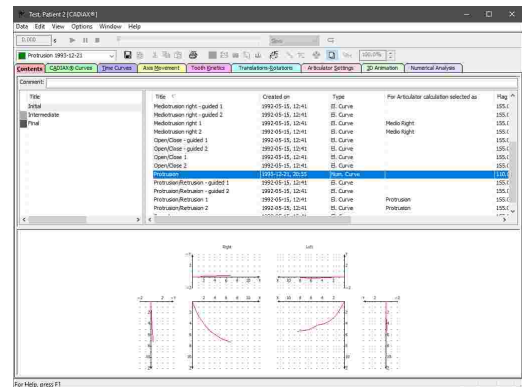 Test, Patient 2 [CADIAX®]
Data Edit View Options Window Help
0.000
Protrusion 1993-12-21
100.0%
Contents CADIAX® Curves Time Curves Axis Movement Tooth Kinetics Translations-Rotations Articulator Settings 3D Animation Numerical Analysis
Comment:
Title
Initial
Intermediate
Final
Title Created on Type For Articulator calculation selected as Flag
Mediotrusion right - guided 1 1992-05-15, 12:41 El. Curve
Mediotrusion right - guided 2 1992-05-15, 12:41 El. Curve
Mediotrusion right 1 1992-05-15, 12:41 El. Curve Medio Right
Mediotrusion right 2 1992-05-15, 12:41 El. Curve Medio Right
Open/Close - guided 1 1992-05-15, 12:41 El. Curve
Open/Close - guided 2 1992-05-15, 12:41 El. Curve
Open/Close 1 1992-05-15, 12:41 El. Curve
Open/Close 2 1992-05-15, 12:41 El. Curve
Protrusion 1993-12-21, Num. Curve
Protrusion/Retrusion - guided 1 1992-05-15, 12:41 El. Curve
Protrusion/Retrusion - guided 2 1992-05-15, 12:41 El. Curve
Protrusion/Retrusion 1 1992-05-15, 12:41 El. Curve Protrusion
Protrusion/Retrusion 2 1992-05-15, 12:41 El. Curve Protrusion
Right Left
For Help, press F1